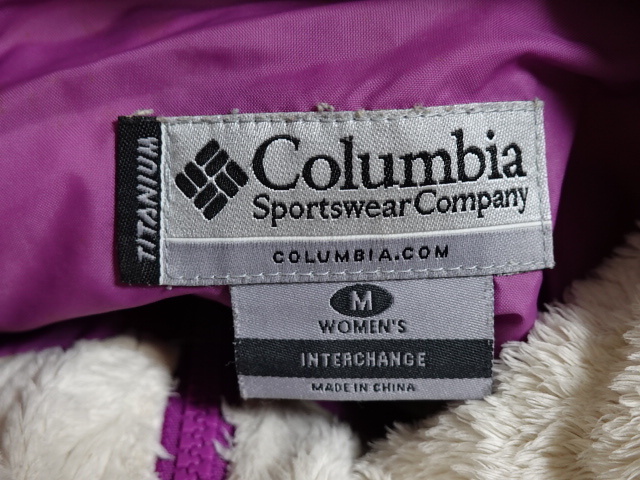 TITANIUM
Columbia
Sportswear Company
COLUMBIA.COM
M
WOMEN'S
INTERCHANGE
MADE IN CHINA